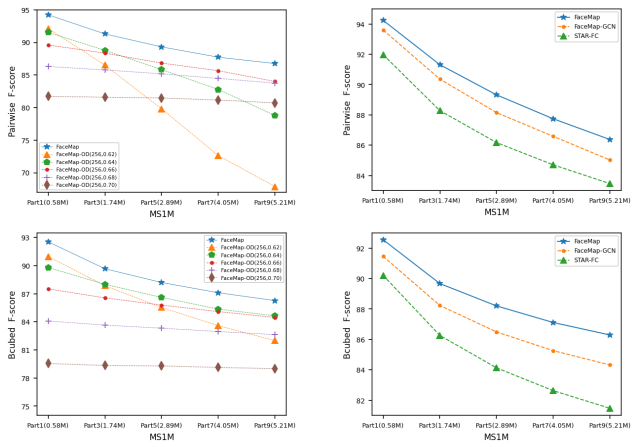 95
90
85
80
75
70
Pairwise F-score
FaceMap
FaceMap-OD(256,0.62)
FaceMap-OD(256,0.64)
FaceMap-OD(256,0.66)
FaceMap-OD(256,0.68)
FaceMap-OD(256,0.70)
Part1(0.58M) Part3(1.74M) Part5(2.89M) Part7(4.05M) Part9(5.21M)
MS1M
94
92
90
88
86
84
Pairwise F-score
FaceMap
FaceMap-GCN
STAR-FC
Part1(0.58M) Part3(1.74M) Part5(2.89M) Part7(4.05M) Part9(5.21M)
MS1M
93
90
87
84
81
78
75
Bcubed F-score
FaceMap
FaceMap-OD(256,0.62)
FaceMap-OD(256,0.64)
FaceMap-OD(256,0.66)
FaceMap-OD(256,0.68)
FaceMap-OD(256,0.70)
Part1(0.58M) Part3(1.74M) Part5(2.89M) Part7(4.05M) Part9(5.21M)
MS1M
92
90
88
86
84
82
Bcubed F-score
FaceMap
FaceMap-GCN
STAR-FC
Part1(0.58M) Part3(1.74M) Part5(2.89M) Part7(4.05M) Part9(5.21M)
MS1M